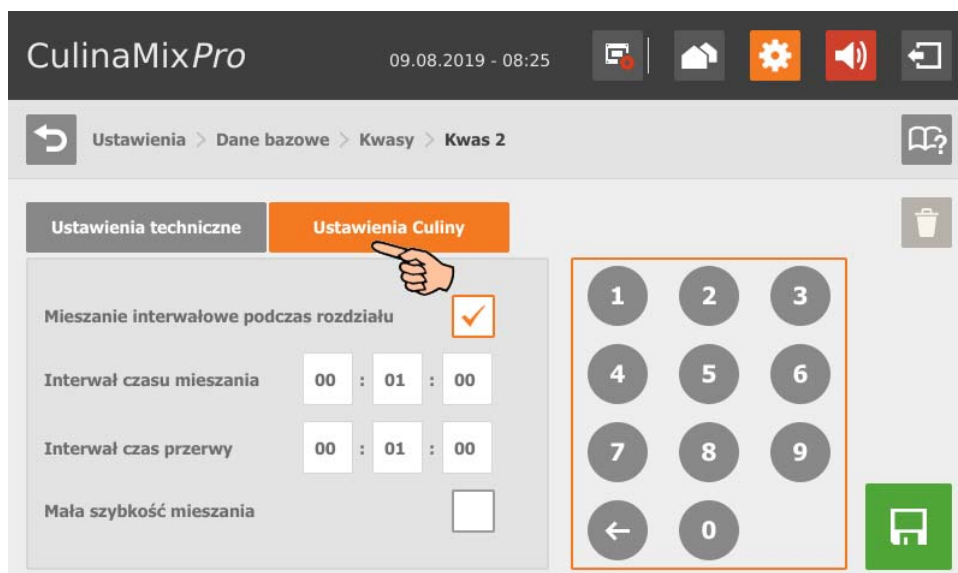 CulinaMixPro 09.08.2019 - 08:25
Ustawienia > Dane bazowe > Kwasy > Kwas 2
?
Ustawienia techniczne Ustawienia Culiny
Mieszanie interwałowe podczas rozdziału
Interwał czasu mieszania 00 : 01 : 00
Interwał czas przerwy 00 : 01 : 00
Mała szybkość mieszania
1 2 3
4 5 6
7 8 9
← 0